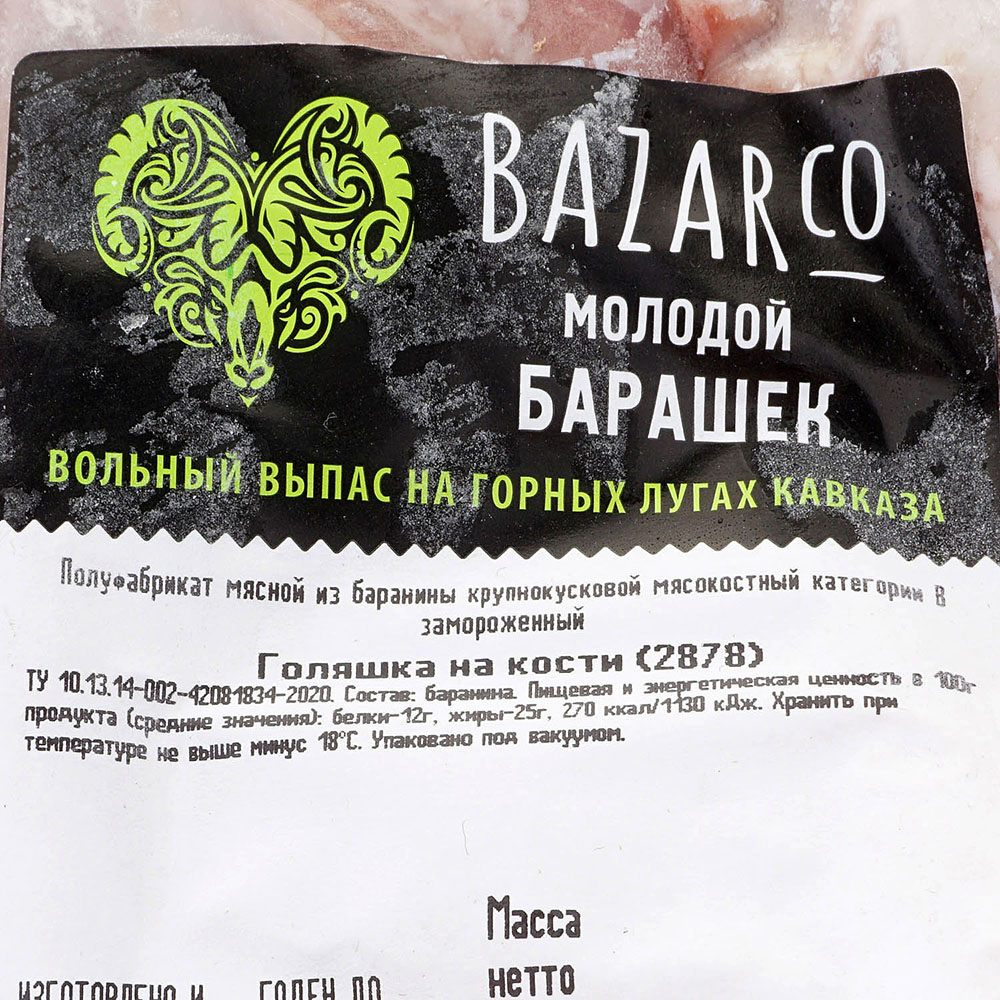 BAZARCO
МОЛОДОЙ
БАРАШЕК
ВОЛЬНЫЙ ВЫПАС НА ГОРНЫХ ЛУГАХ КАВКАЗА
Полуфабрикат мясной из баранины крупнокусковой мясокостный категории В
замороженный
Голяшка на кости (2878)
ТУ 10.13.14-002-42081834-2020. Состав: баранина. Пищевая и энергетическая ценность в 100г
продукта (средние значения): белки-12г, жиры-25г, 270 ккал/1130 кДж. Хранить при
температуре не выше минус 18°С. Упаковано под вакуумом.
Масса
нетто
ИЗГОТОВЛЕНО И ГОДЕН ДО